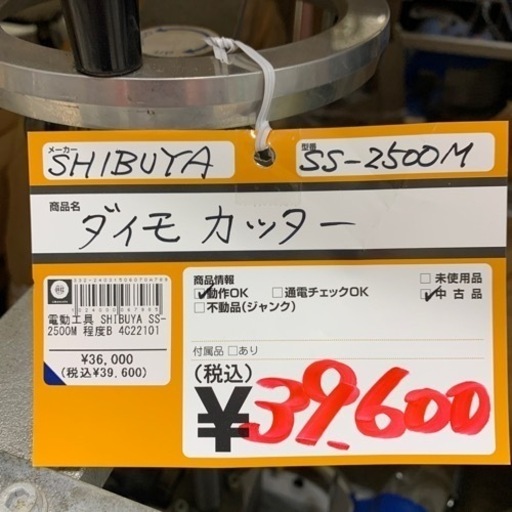 メーカー
SHIBUYA
型番
SS-2500M
商品名
ダイモカッター
電動工具 SHIBUYA SS-
2500M 程度B 4C22101
¥36,000
(税込¥39,600)
商品情報
動作OK 通電チェックOK
不動品(ジャンク)
未使用品
中古品
付属品 あり
(税込)
¥39,600